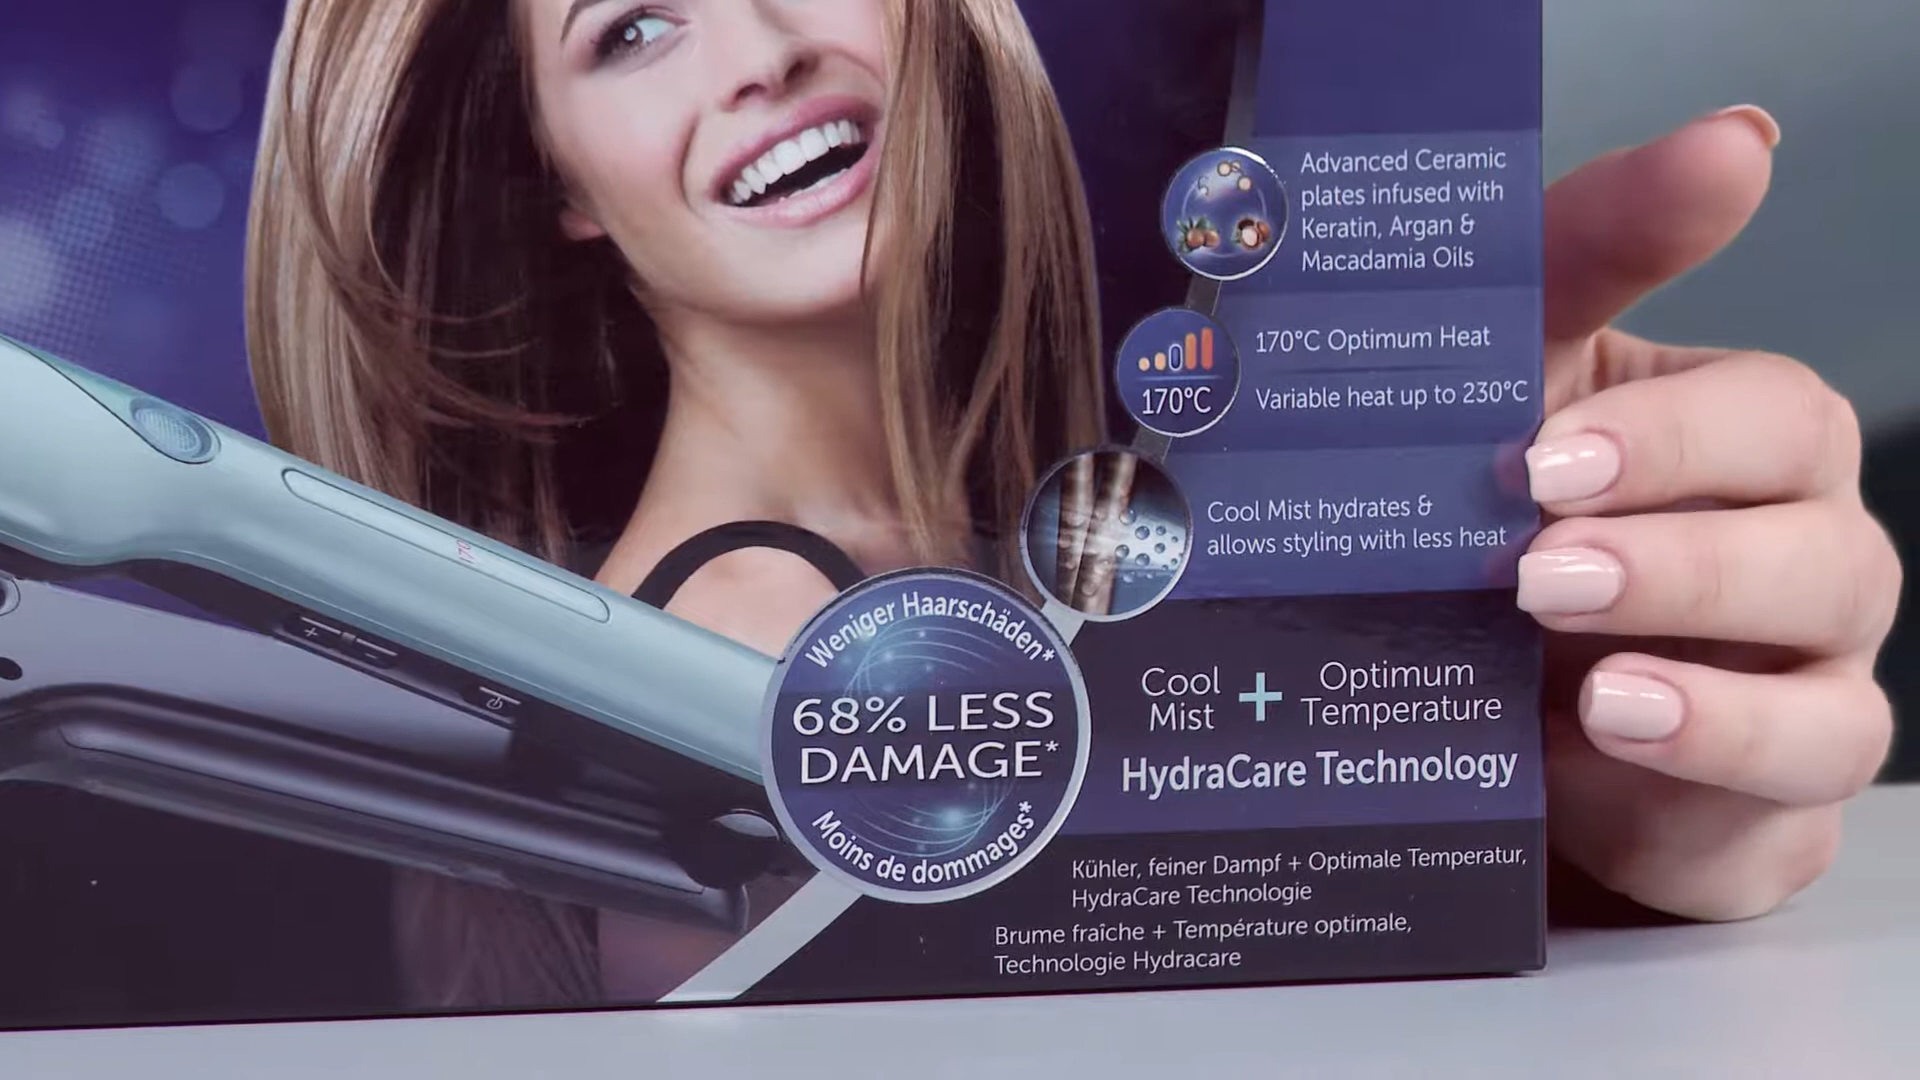 Advanced Ceramic
plates infused with
Keratin, Argan &
Macadamia Oils
170°C
170°C Optimum Heat
Variable heat up to 230°C
Cool Mist hydrates &
allows styling with less heat
170
+
-
Weniger Haarschäden*
68% LESS
DAMAGE*
Moins de dommages*
Cool
Mist
+
Optimum
Temperature
HydraCare Technology
Kühler, feiner Dampf + Optimale Temperatur,
HydraCare Technologie
Brume fraîche + Température optimale,
Technologie Hydracare